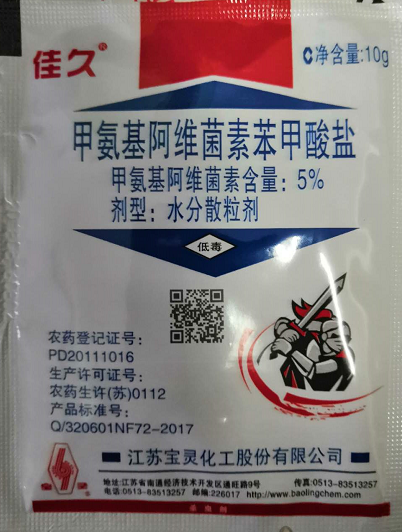 佳久®
净含量:10g
甲氨基阿维菌素苯甲酸盐
甲氨基阿维菌素含量:5%
剂型:水分散粒剂
低毒
农药登记证号:
PD20111016
生产许可证号:
农药生许(苏)0112
产品标准号:
Q/320601NF72-2017
江苏宝灵化工股份有限公司
地址:江苏省南通经济技术开发区通旺路9号 传真:0513-83513257
电话:0513-83513257 邮编:226017 http://www.baolingchem.com
杀虫剂